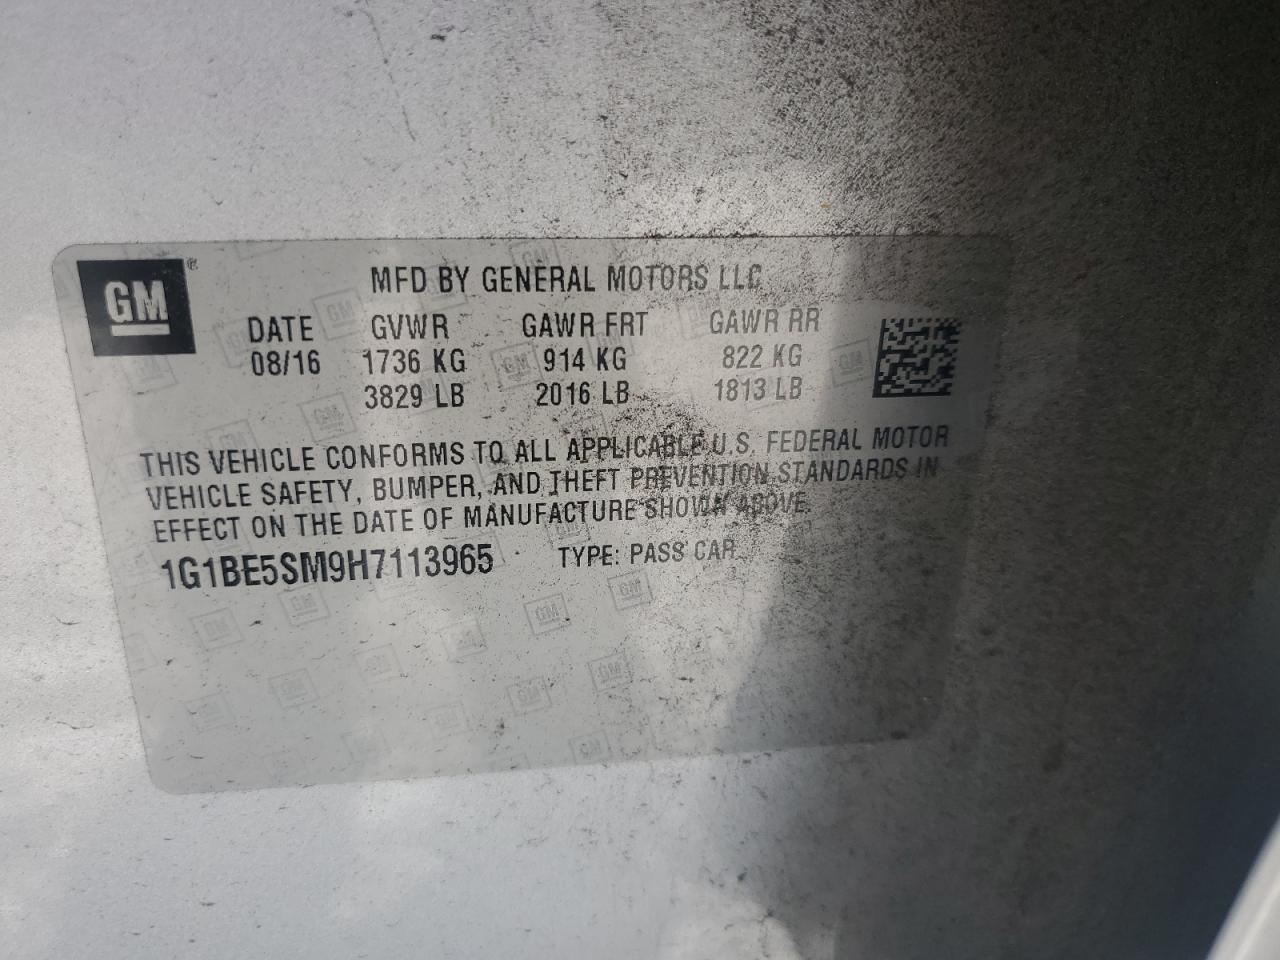 GM
MFD BY GENERAL MOTORS LLC
DATE GVWR GAWR FRT GAWR RR
08/16 1736 KG 914 KG 822 KG
3829 LB 2016 LB 1813 LB
THIS VEHICLE CONFORMS TO ALL APPLICABLE U.S. FEDERAL MOTOR
VEHICLE SAFETY, BUMPER, AND THEFT PREVENTION STANDARDS IN
EFFECT ON THE DATE OF MANUFACTURE SHOWN ABOVE.
1G1BE5SM9H7113965 TYPE: PASS CAR